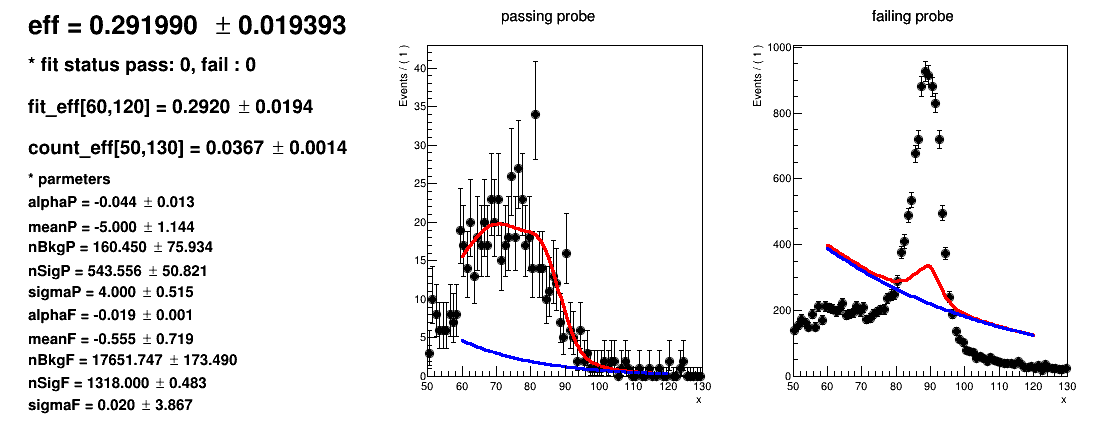 eff = 0.291990 ± 0.019393
* fit status pass: 0, fail : 0
fit_eff[60,120] = 0.2920 ± 0.0194
count_eff[50,130] = 0.0367 ± 0.0014
* parmeters
alphaP = -0.044 ± 0.013
meanP = -5.000 ± 1.144
nBkgP = 160.450 ± 75.934
nSigP = 543.556 ± 50.821
sigmaP = 4.000 ± 0.515
alphaF = -0.019 ± 0.001
meanF = -0.555 ± 0.719
nBkgF = 17651.747 ± 173.490
nSigF = 1318.000 ± 0.483
sigmaF = 0.020 ± 3.867
passing probe
Events / ( 1 )
40
35
30
25
20
15
10
5
0
50 60 70 80 90 100 110 120 130
x
failing probe
Events / ( 1 )
1000
800
600
400
200
0
50 60 70 80 90 100 110 120 130
x